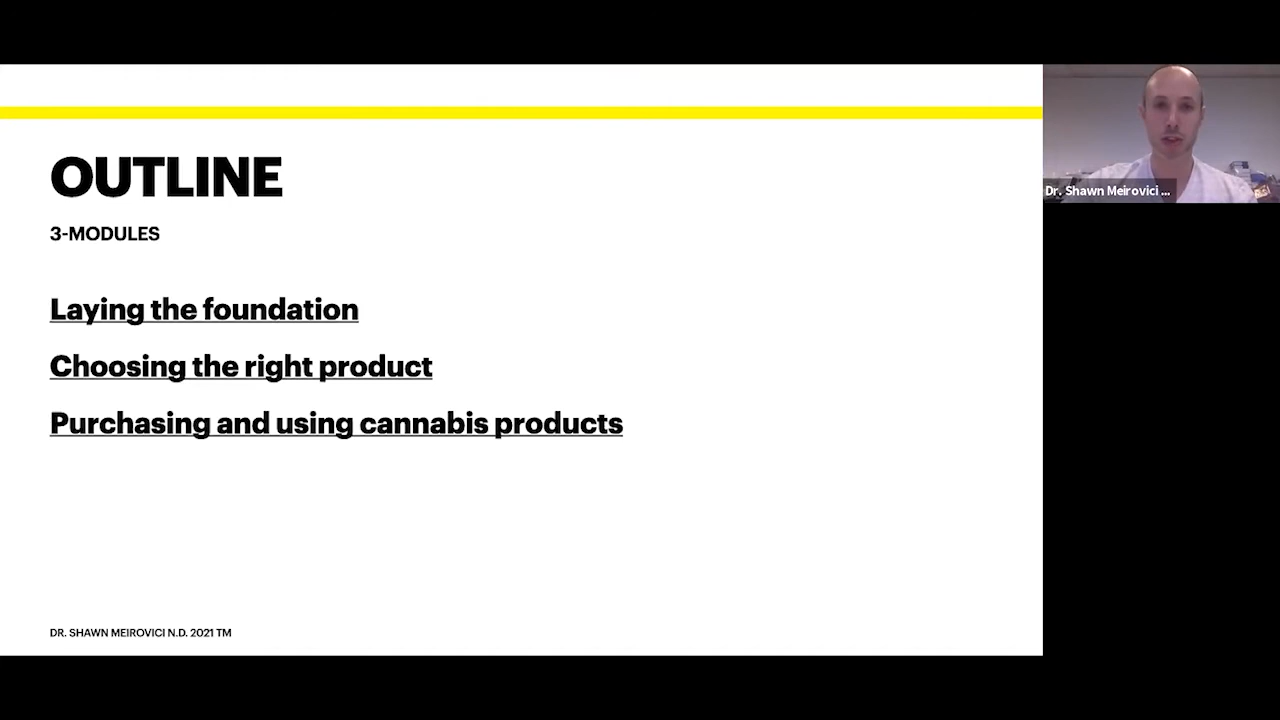 OUTLINE
3-MODULES
Laying the foundation
Choosing the right product
Purchasing and using cannabis products
DR. SHAWN MEIROVICI N.D. 2021 TM
Dr. Shawn Meirovici ...